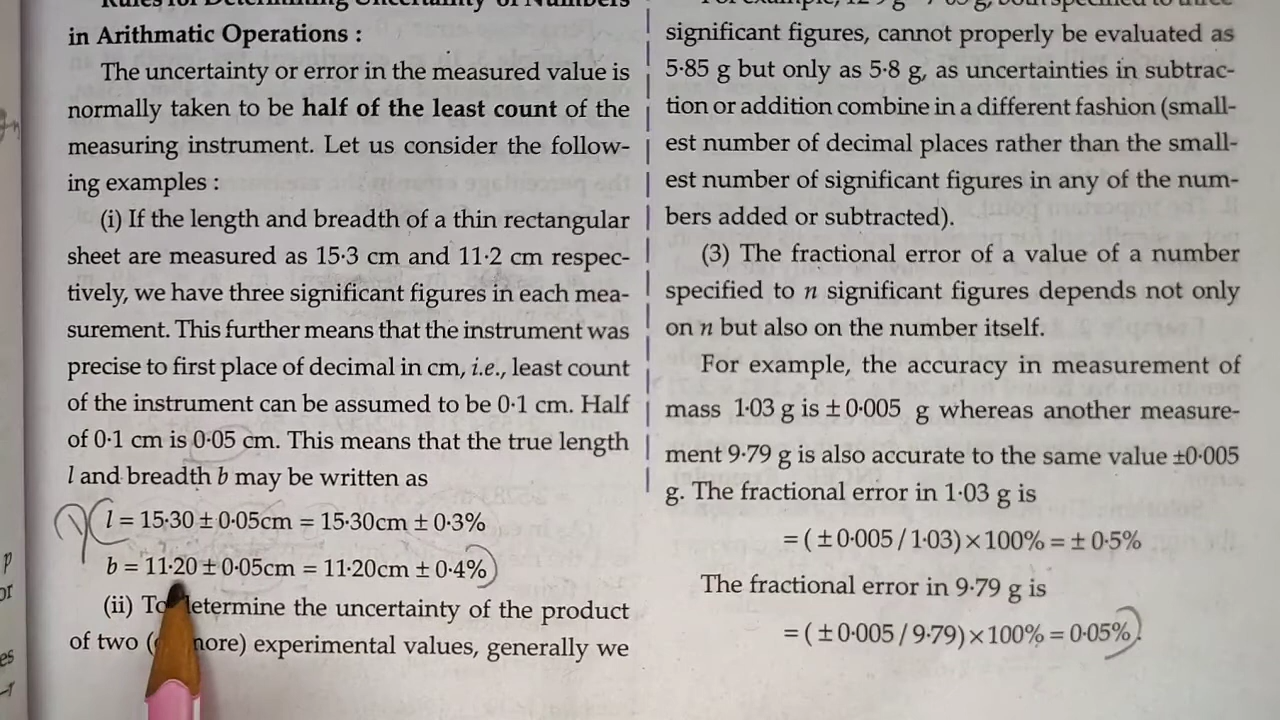 Rules for Determining Uncertainty of Numbers
in Arithmatic Operations :
The uncertainty or error in the measured value is
normally taken to be half of the least count of the
measuring instrument. Let us consider the follow-
ing examples :
(i) If the length and breadth of a thin rectangular
sheet are measured as 15·3 cm and 11·2 cm respec-
tively, we have three significant figures in each mea-
surement. This further means that the instrument was
precise to first place of decimal in cm, i.e., least count
of the instrument can be assumed to be 0·1 cm. Half
of 0·1 cm is 0·05 cm. This means that the true length
l and breadth b may be written as
l = 15·30 ± 0·05cm = 15·30cm ± 0·3%
b = 11·20 ± 0·05cm = 11·20cm ± 0·4%
(ii) To determine the uncertainty of the product
of two (or more) experimental values, generally we
significant figures, cannot properly be evaluated as
5·85 g but only as 5·8 g, as uncertainties in subtrac-
tion or addition combine in a different fashion (small-
est number of decimal places rather than the small-
est number of significant figures in any of the num-
bers added or subtracted).
(3) The fractional error of a value of a number
specified to n significant figures depends not only
on n but also on the number itself.
For example, the accuracy in measurement of
mass 1·03 g is ± 0·005 g whereas another measure-
ment 9·79 g is also accurate to the same value ±0·005
g. The fractional error in 1·03 g is
= ( ± 0·005 / 1·03) × 100% = ± 0·5%
The fractional error in 9·79 g is
= ( ± 0·005 / 9·79) × 100% = 0·05%.